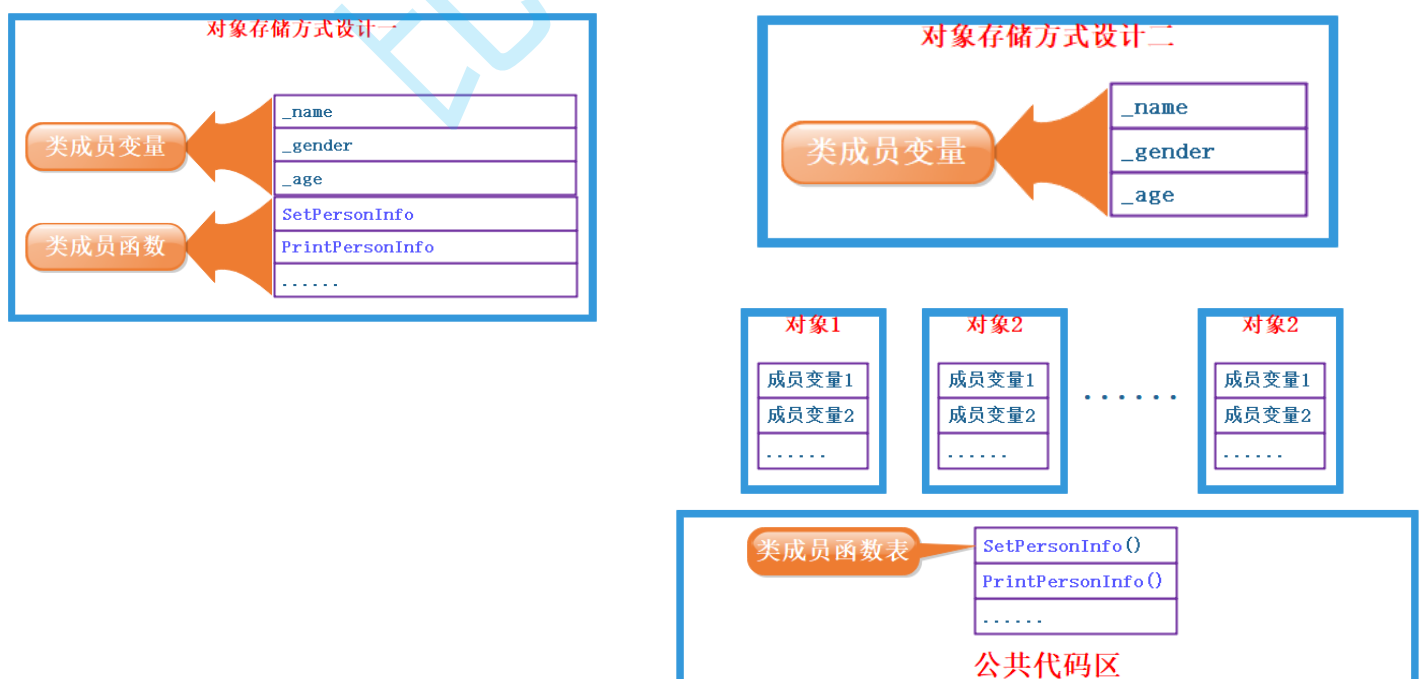 对象存储方式设计一
类成员变量
_name
_gender
_age
类成员函数
SetPersonInfo
PrintPersonInfo
......
对象存储方式设计二
类成员变量
_name
_gender
_age
对象1
成员变量1
成员变量2
......
对象2
成员变量1
成员变量2
......
......
对象2
成员变量1
成员变量2
......
类成员函数表
SetPersonInfo()
PrintPersonInfo()
......
公共代码区